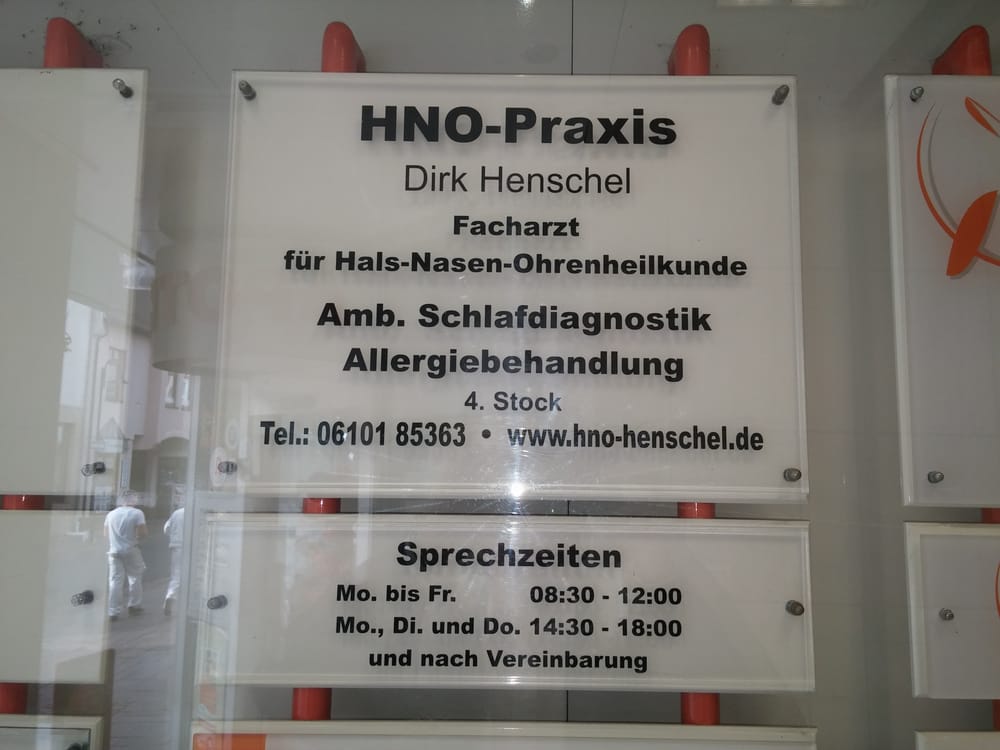 HNO-Praxis
Dirk Henschel
Facharzt
für Hals-Nasen-Ohrenheilkunde
Amb. Schlafdiagnostik
Allergiebehandlung
4. Stock
Tel.: 06101 85363 • www.hno-henschel.de
Sprechzeiten
Mo. bis Fr. 08:30 - 12:00
Mo., Di. und Do. 14:30 - 18:00
und nach Vereinbarung